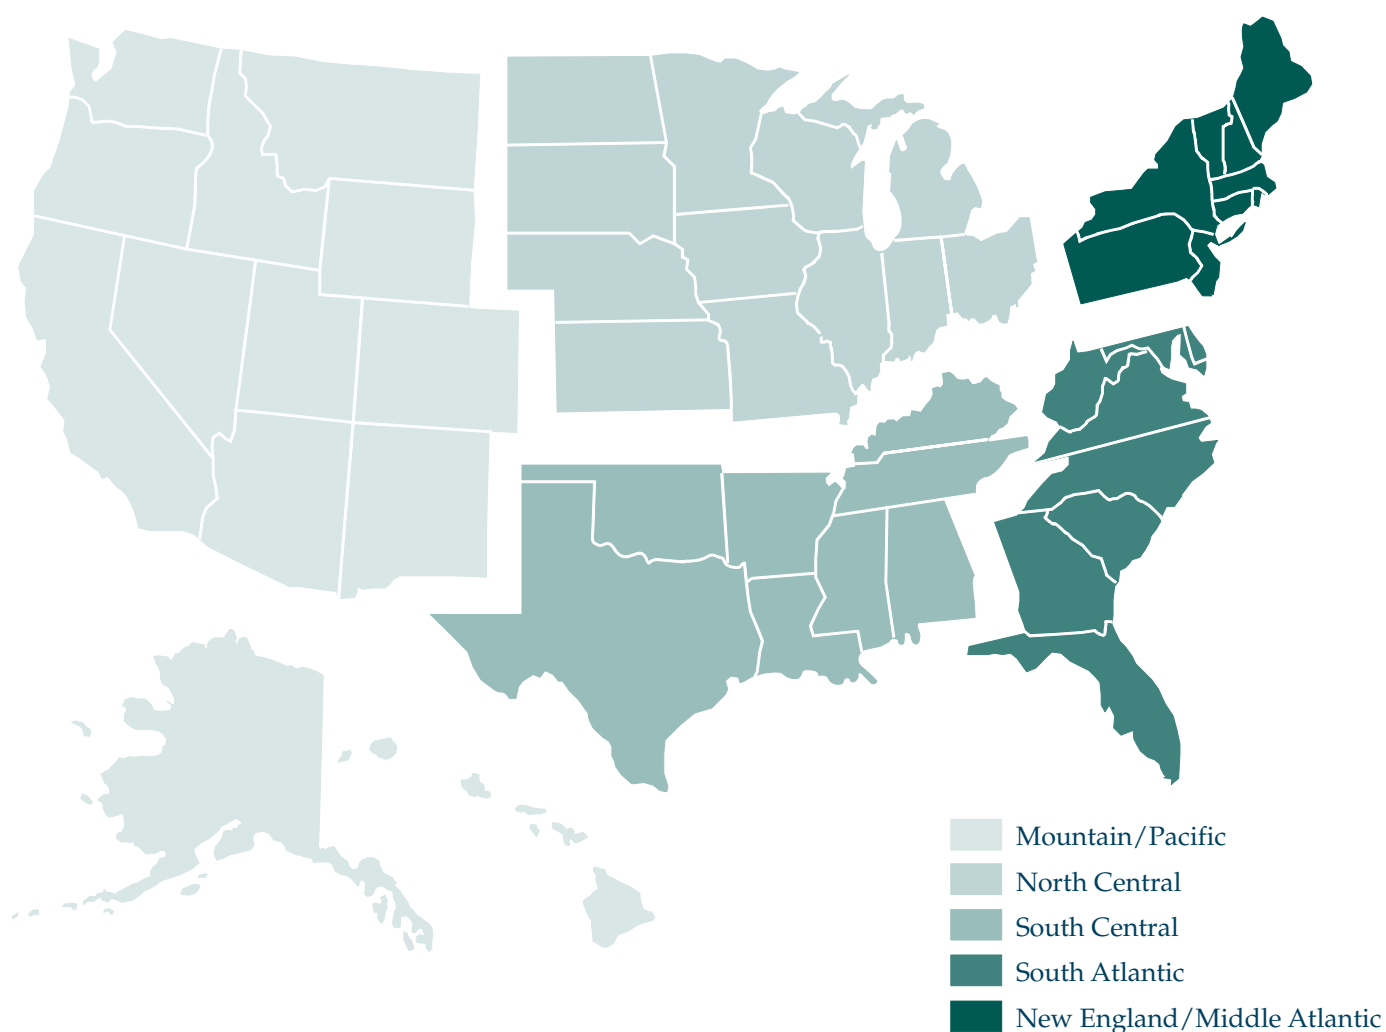 Mountain/Pacific
North Central
South Central
South Atlantic
New England/Middle Atlantic